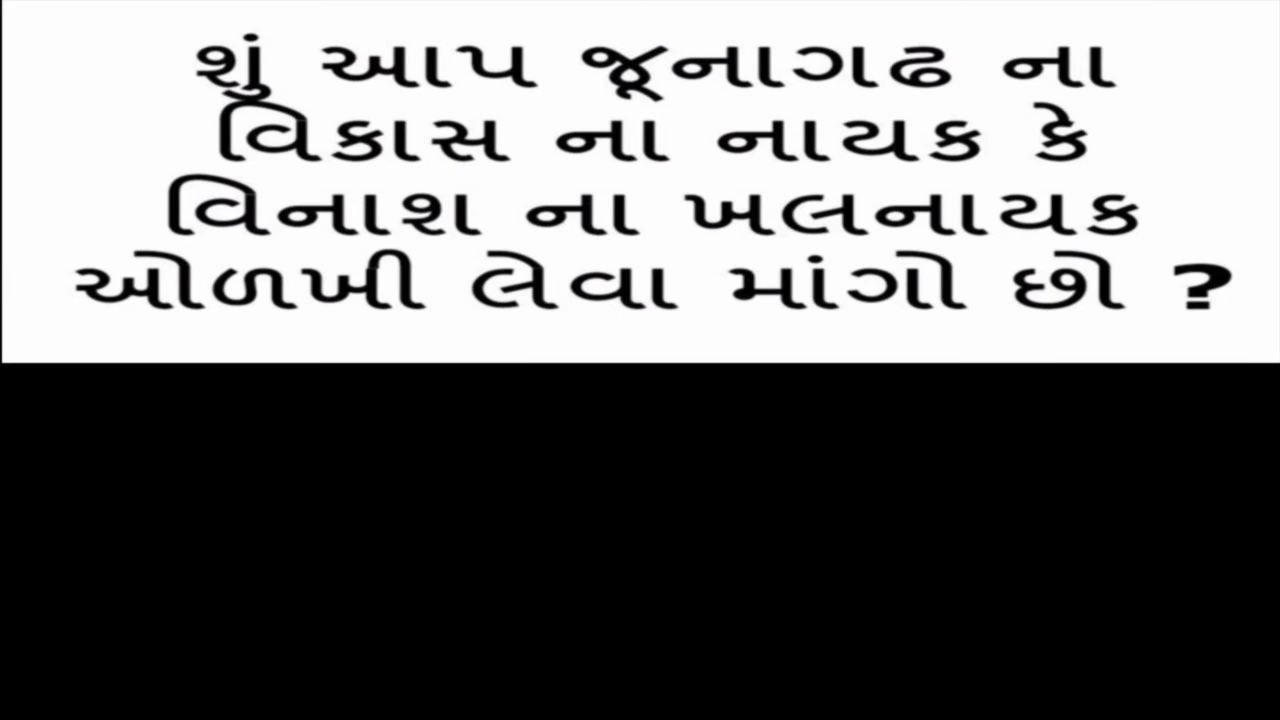 શું આપ જૂનાગઢ ના
વિકાસ ના નાયક કે
વિનાશ ના ખલનાયક
ઓળખી લેવા માંગો છો ?